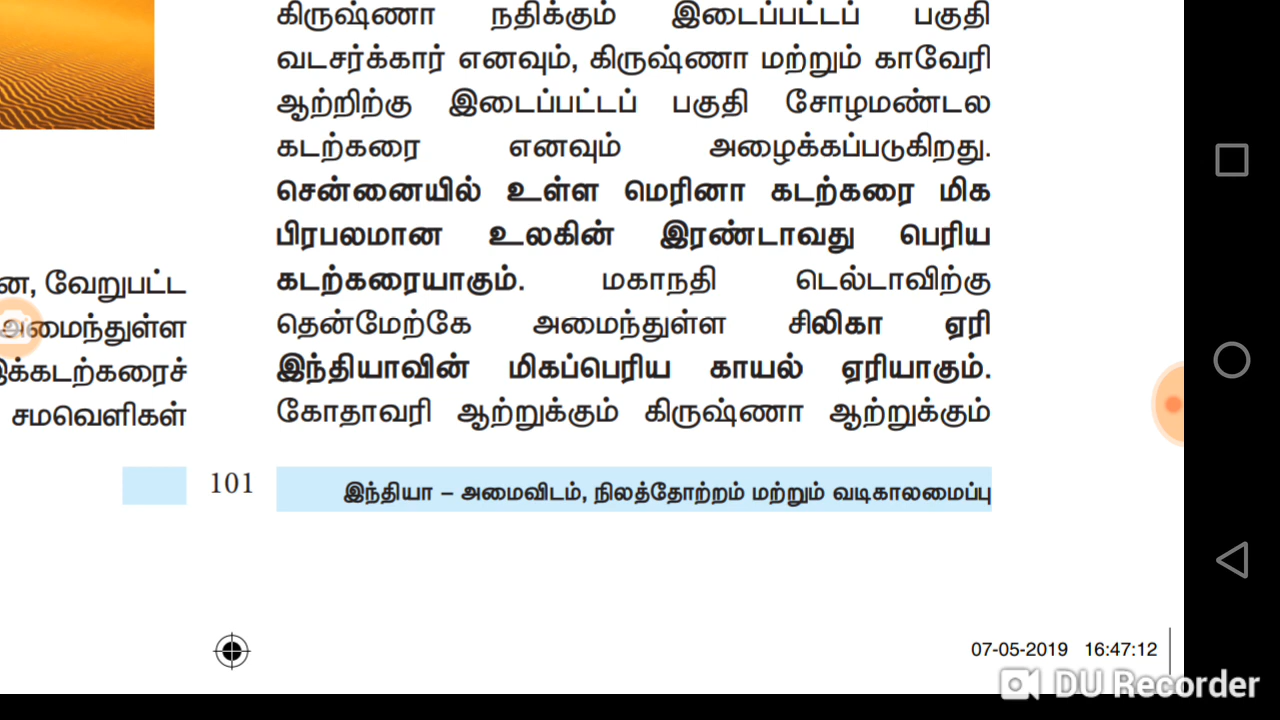 வேறுபட்ட
அமைந்துள்ள
இக்கடற்கரைச்
சமவெளிகள்
கிருஷ்ணா நதிக்கும் இடைப்பட்டப் பகுதி
வடசர்க்கார் எனவும், கிருஷ்ணா மற்றும் காவேரி
ஆற்றிற்கு இடைப்பட்டப் பகுதி சோழமண்டல
கடற்கரை எனவும் அழைக்கப்படுகிறது.
சென்னையில் உள்ள மெரினா கடற்கரை மிக
பிரபலமான உலகின் இரண்டாவது பெரிய
கடற்கரையாகும். மகாநதி டெல்டாவிற்கு
தென்மேற்கே அமைந்துள்ள சிலிகா ஏரி
இந்தியாவின் மிகப்பெரிய காயல் ஏரியாகும்.
கோதாவரி ஆற்றுக்கும் கிருஷ்ணா ஆற்றுக்கும்
101 இந்தியா – அமைவிடம், நிலத்தோற்றம் மற்றும் வடிகாலமைப்பு
07-05-2019 16:47:12
DU Recorder